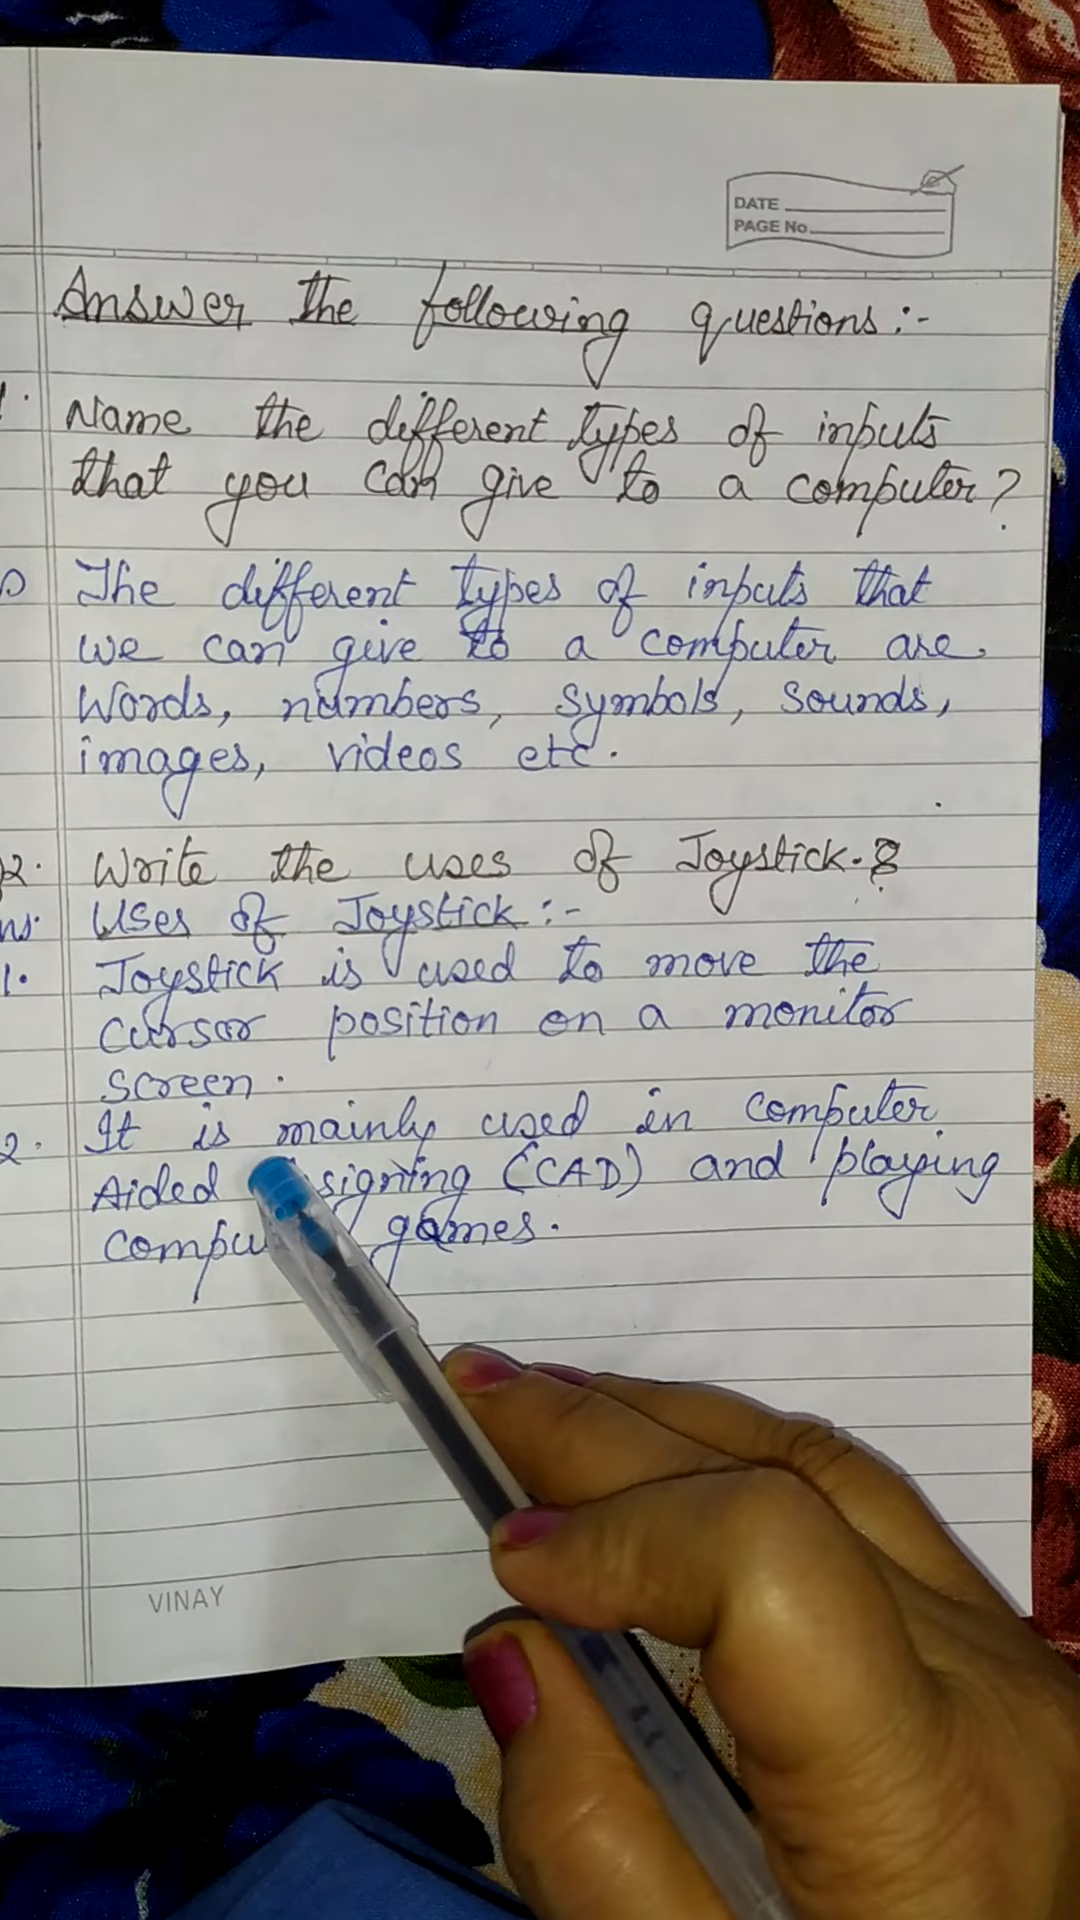 DATE
PAGE No.
Answer the following questions:-
1. Name the different types of inputs
that you can give to a computer?
The different types of inputs that
we can give to a computer are.
Words, numbers, symbols, sounds,
images, videos etc.
2. Write the uses of Joystick.?
ns. Uses of Joystick:-
1. Joystick is used to move the
cursor position on a monitor
screen.
2. It is mainly used in computer
Aided signing (CAD) and playing
compu games.
VINAY